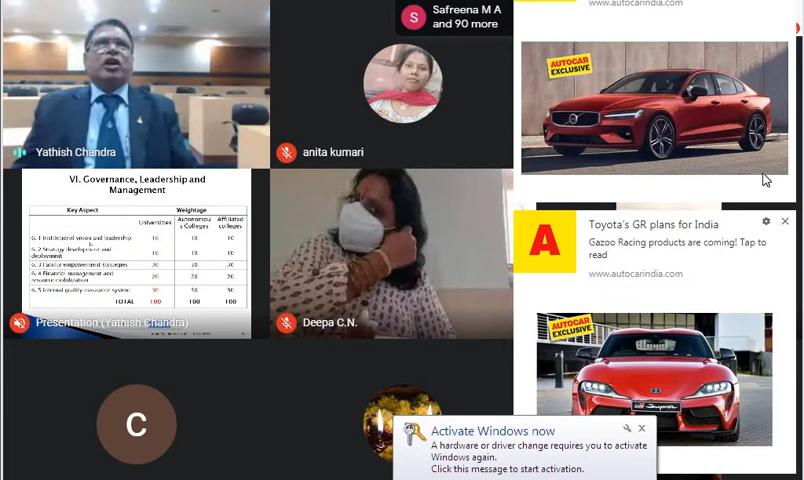 Safreena M A
and 90 more
www.autocarindia.com
AUTOCAR
EXCLUSIVE
Yathish Chandra
anita kumari
VI. Governance, Leadership and
Management
Key Aspect
Weightage
Universities
Autonomou
s Colleges
Affiliated
colleges
6. 1 Institutional vision and leadership
10
10
10
6. 2 Strategy development and
deployment
10
10
10
6. 3 Faculty empowerment strategies
30
30
30
6. 4 Financial management and
resource mobilization
20
20
20
6. 5 Internal quality assurance system
30
30
30
TOTAL
100
100
100
Presentation (Yathish Chandra)
Deepa C.N.
A
Toyota's GR plans for India
Gazoo Racing products are coming! Tap to
read
www.autocarindia.com
AUTOCAR
EXCLUSIVE
Supra
C
Activate Windows now
A hardware or driver change requires you to activate
Windows again.
Click this message to start activation.